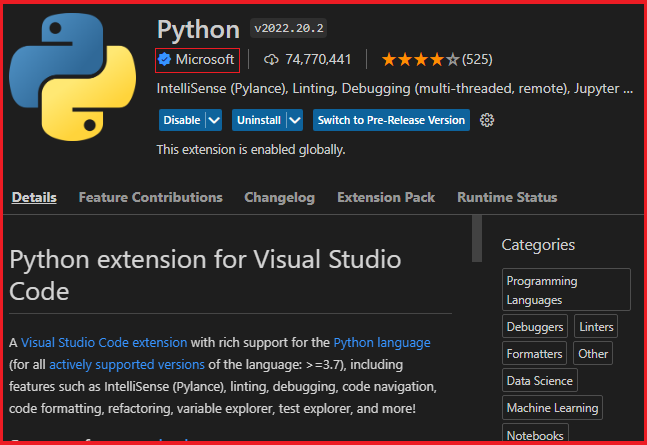 Python v2022.20.2
Microsoft 74,770,441 (525)
IntelliSense (Pylance), Linting, Debugging (multi-threaded, remote), Jupyter ...
Disable Uninstall Switch to Pre-Release Version
This extension is enabled globally.
Details Feature Contributions Changelog Extension Pack Runtime Status
Python extension for Visual Studio
Code
A Visual Studio Code extension with rich support for the Python language
(for all actively supported versions of the language: >=3.7), including
features such as IntelliSense (Pylance), linting, debugging, code navigation,
code formatting, refactoring, variable explorer, test explorer, and more!
Categories
Programming
Languages
Debuggers Linters
Formatters Other
Data Science
Machine Learning
Notebooks